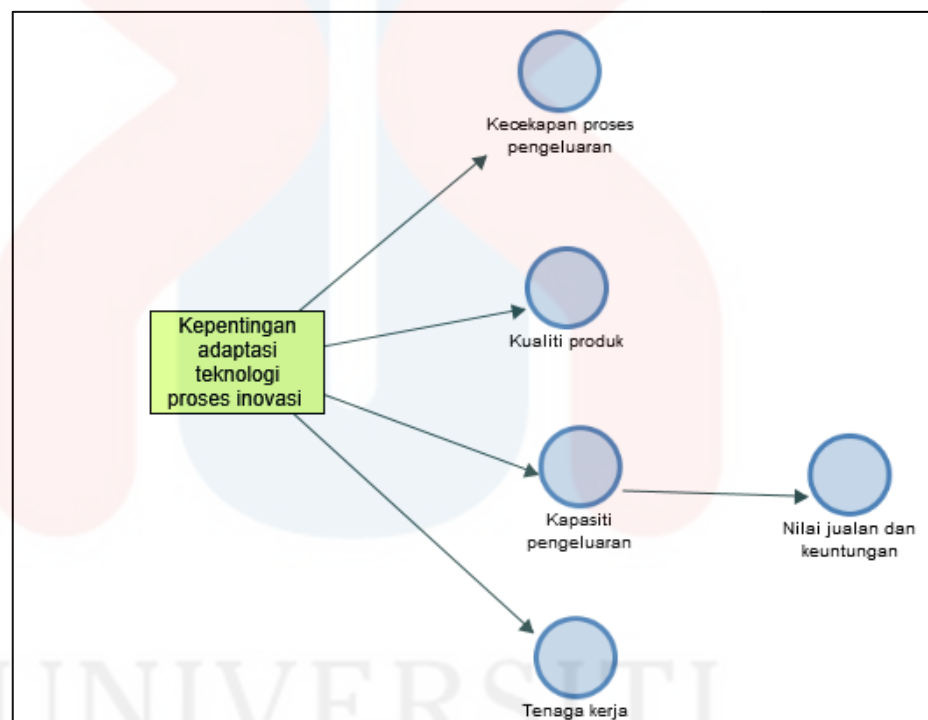 Kecekapan proses
pengeluaran
Kepentingan
adaptasi
teknologi
proses inovasi
Kualiti produk
Kapasiti
pengeluaran
Nilai jualan dan
keuntungan
Tenaga kerja
UNIVERSITI